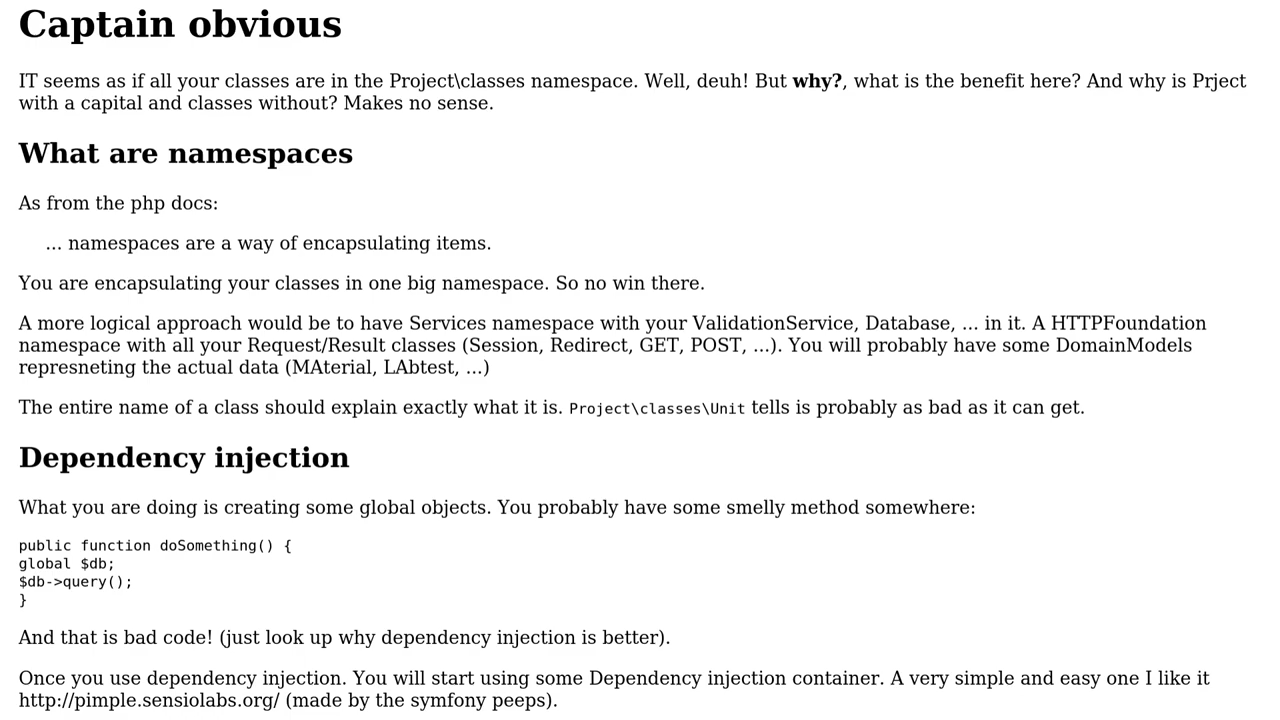 Captain obvious
IT seems as if all your classes are in the Project\classes namespace. Well, deuh! But why?, what is the benefit here? And why is Prject
with a capital and classes without? Makes no sense.
What are namespaces
As from the php docs:
... namespaces are a way of encapsulating items.
You are encapsulating your classes in one big namespace. So no win there.
A more logical approach would be to have Services namespace with your ValidationService, Database, ... in it. A HTTPFoundation
namespace with all your Request/Result classes (Session, Redirect, GET, POST, ...). You will probably have some DomainModels
represneting the actual data (MAterial, LAbtest, ...)
The entire name of a class should explain exactly what it is. Project\classes\Unit tells is probably as bad as it can get.
Dependency injection
What you are doing is creating some global objects. You probably have some smelly method somewhere:
public function doSomething() {
global $db;
$db->query();
}
And that is bad code! (just look up why dependency injection is better).
Once you use dependency injection. You will start using some Dependency injection container. A very simple and easy one I like it
http://pimple.sensiolabs.org/ (made by the symfony peeps).